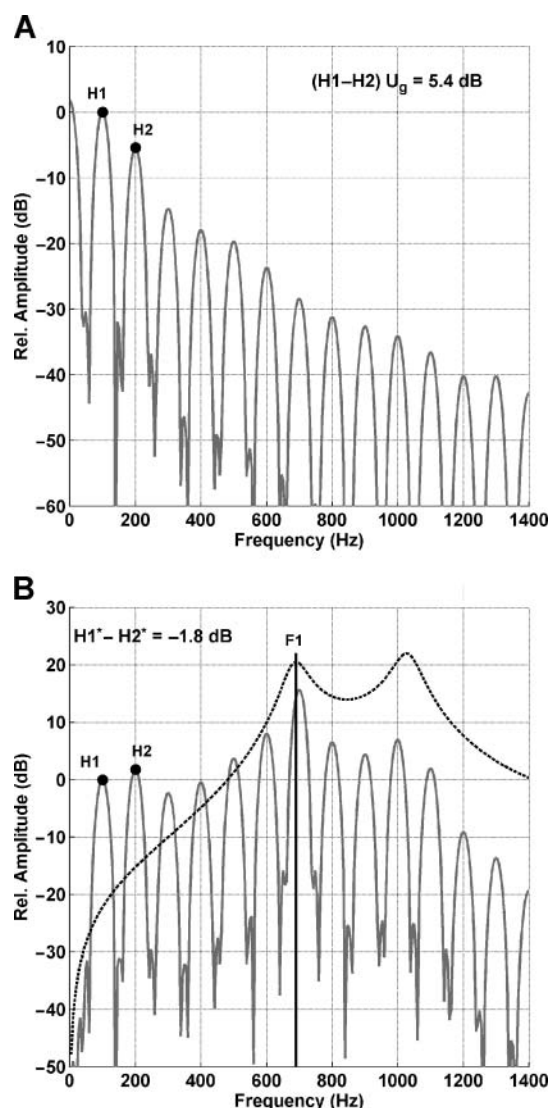 A
(H1–H2) Ug = 5.4 dB
H1
H2
Rel. Amplitude (dB)
10
0
−10
−20
−30
−40
−50
−60
0 200 400 600 800 1000 1200 1400
Frequency (Hz)
B
H1*– H2* = −1.8 dB
F1
H1
H2
Rel. Amplitude (dB)
30
20
10
0
−10
−20
−30
−40
−50
0 200 400 600 800 1000 1200 1400
Frequency (Hz)